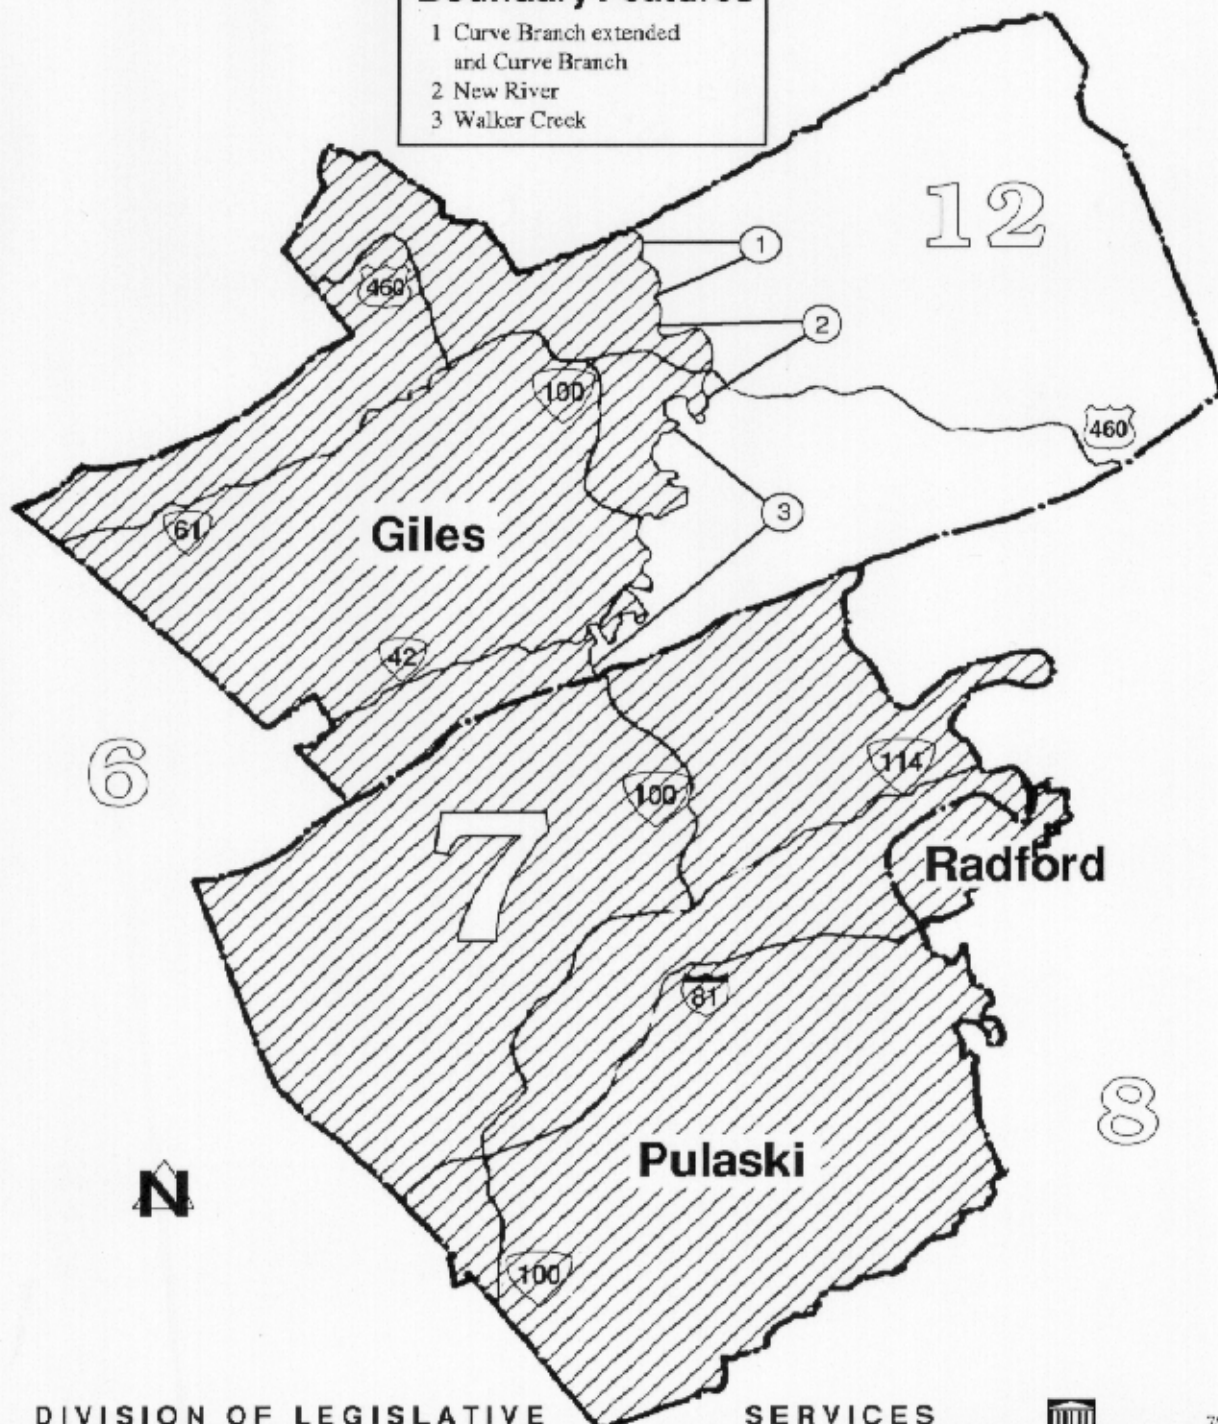 Boundary Features
1 Curve Branch extended
and Curve Branch
2 New River
3 Walker Creek
12
1
460
2
100
460
3
61
Giles
42
6
114
100
7
Radford
81
8
Pulaski
N
100
DIVISION OF LEGISLATIVE SERVICES